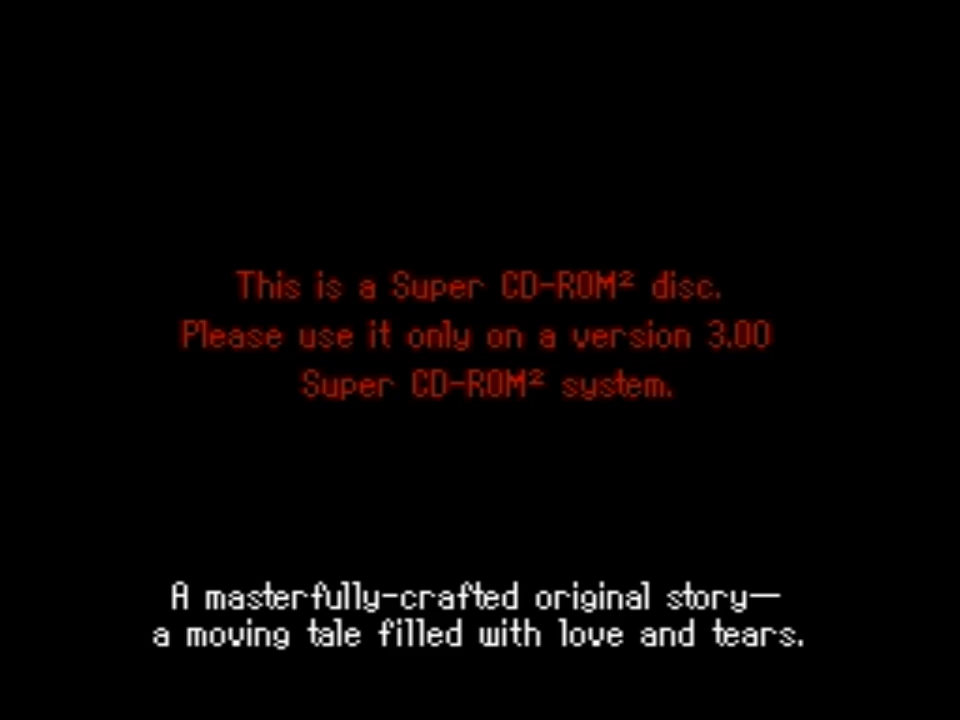 This is a Super CD-ROM² disc.
Please use it only on a version 3.00
Super CD-ROM² system.
A masterfully-crafted original story—
a moving tale filled with love and tears.